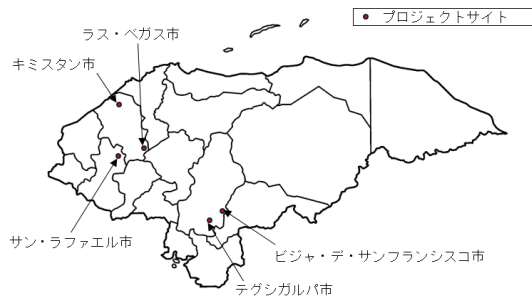 プロジェクトサイト
ラス・ベガス市
キミスタン市
サン・ラファエル市
ビジャ・デ・サンフランシスコ市
テグシガルパ市